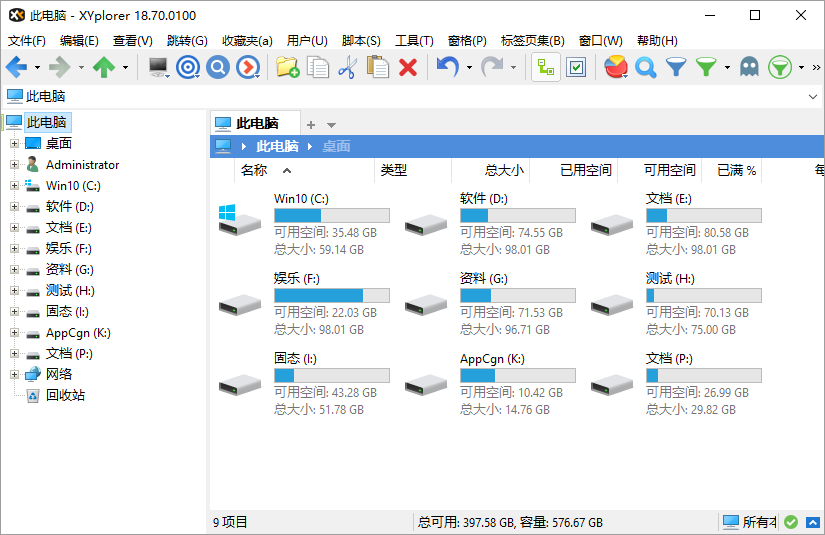 此电脑 - XYplorer 18.70.0100
文件(F) 编辑(E) 查看(V) 跳转(G) 收藏夹(a) 用户(U) 脚本(S) 工具(T) 窗格(P) 标签页集(B) 窗口(W) 帮助(H)
此电脑
此电脑
桌面
Administrator
Win10 (C:)
软件 (D:)
文档 (E:)
娱乐 (F:)
资料 (G:)
测试 (H:)
固态 (I:)
AppCgn (K:)
文档 (P:)
网络
回收站
此电脑
此电脑 桌面
名称 类型 总大小 已用空间 可用空间 已满 % 每
Win10 (C:)
可用空间: 35.48 GB
总大小: 59.14 GB
软件 (D:)
可用空间: 74.55 GB
总大小: 98.01 GB
文档 (E:)
可用空间: 80.58 GB
总大小: 98.01 GB
娱乐 (F:)
可用空间: 22.03 GB
总大小: 98.01 GB
资料 (G:)
可用空间: 71.53 GB
总大小: 96.71 GB
测试 (H:)
可用空间: 70.13 GB
总大小: 75.00 GB
固态 (I:)
可用空间: 43.28 GB
总大小: 51.78 GB
AppCgn (K:)
可用空间: 10.42 GB
总大小: 14.76 GB
文档 (P:)
可用空间: 26.99 GB
总大小: 29.82 GB
9 项目 总可用: 397.58 GB, 容量: 576.67 GB 所有